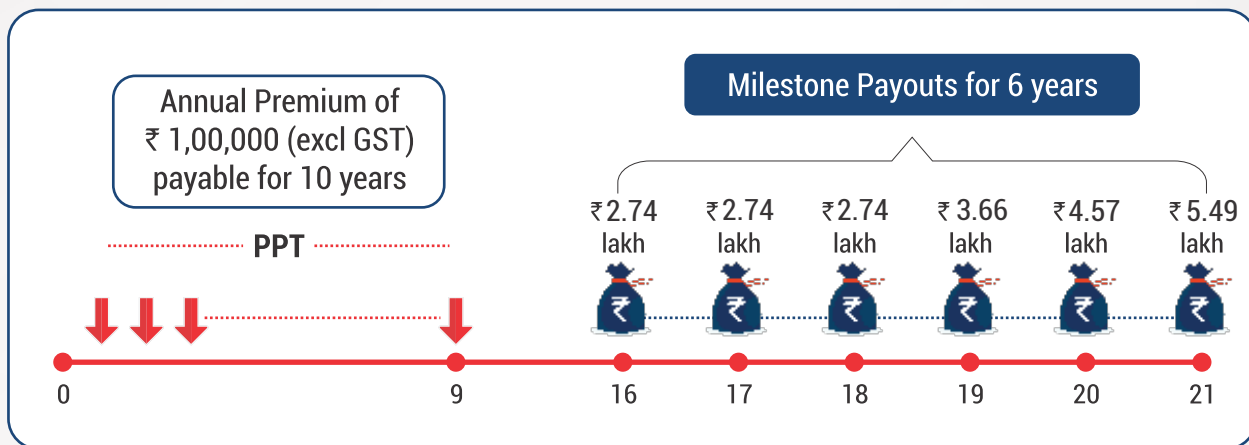 Annual Premium of
₹ 1,00,000 (excl GST)
payable for 10 years
Milestone Payouts for 6 years
PPT
₹2.74
lakh
₹2.74
lakh
₹2.74
lakh
₹ 3.66
lakh
₹4.57
lakh
₹5.49
lakh
₹ ₹ ₹ ₹ ₹ ₹
0 9 16 17 18 19 20 21